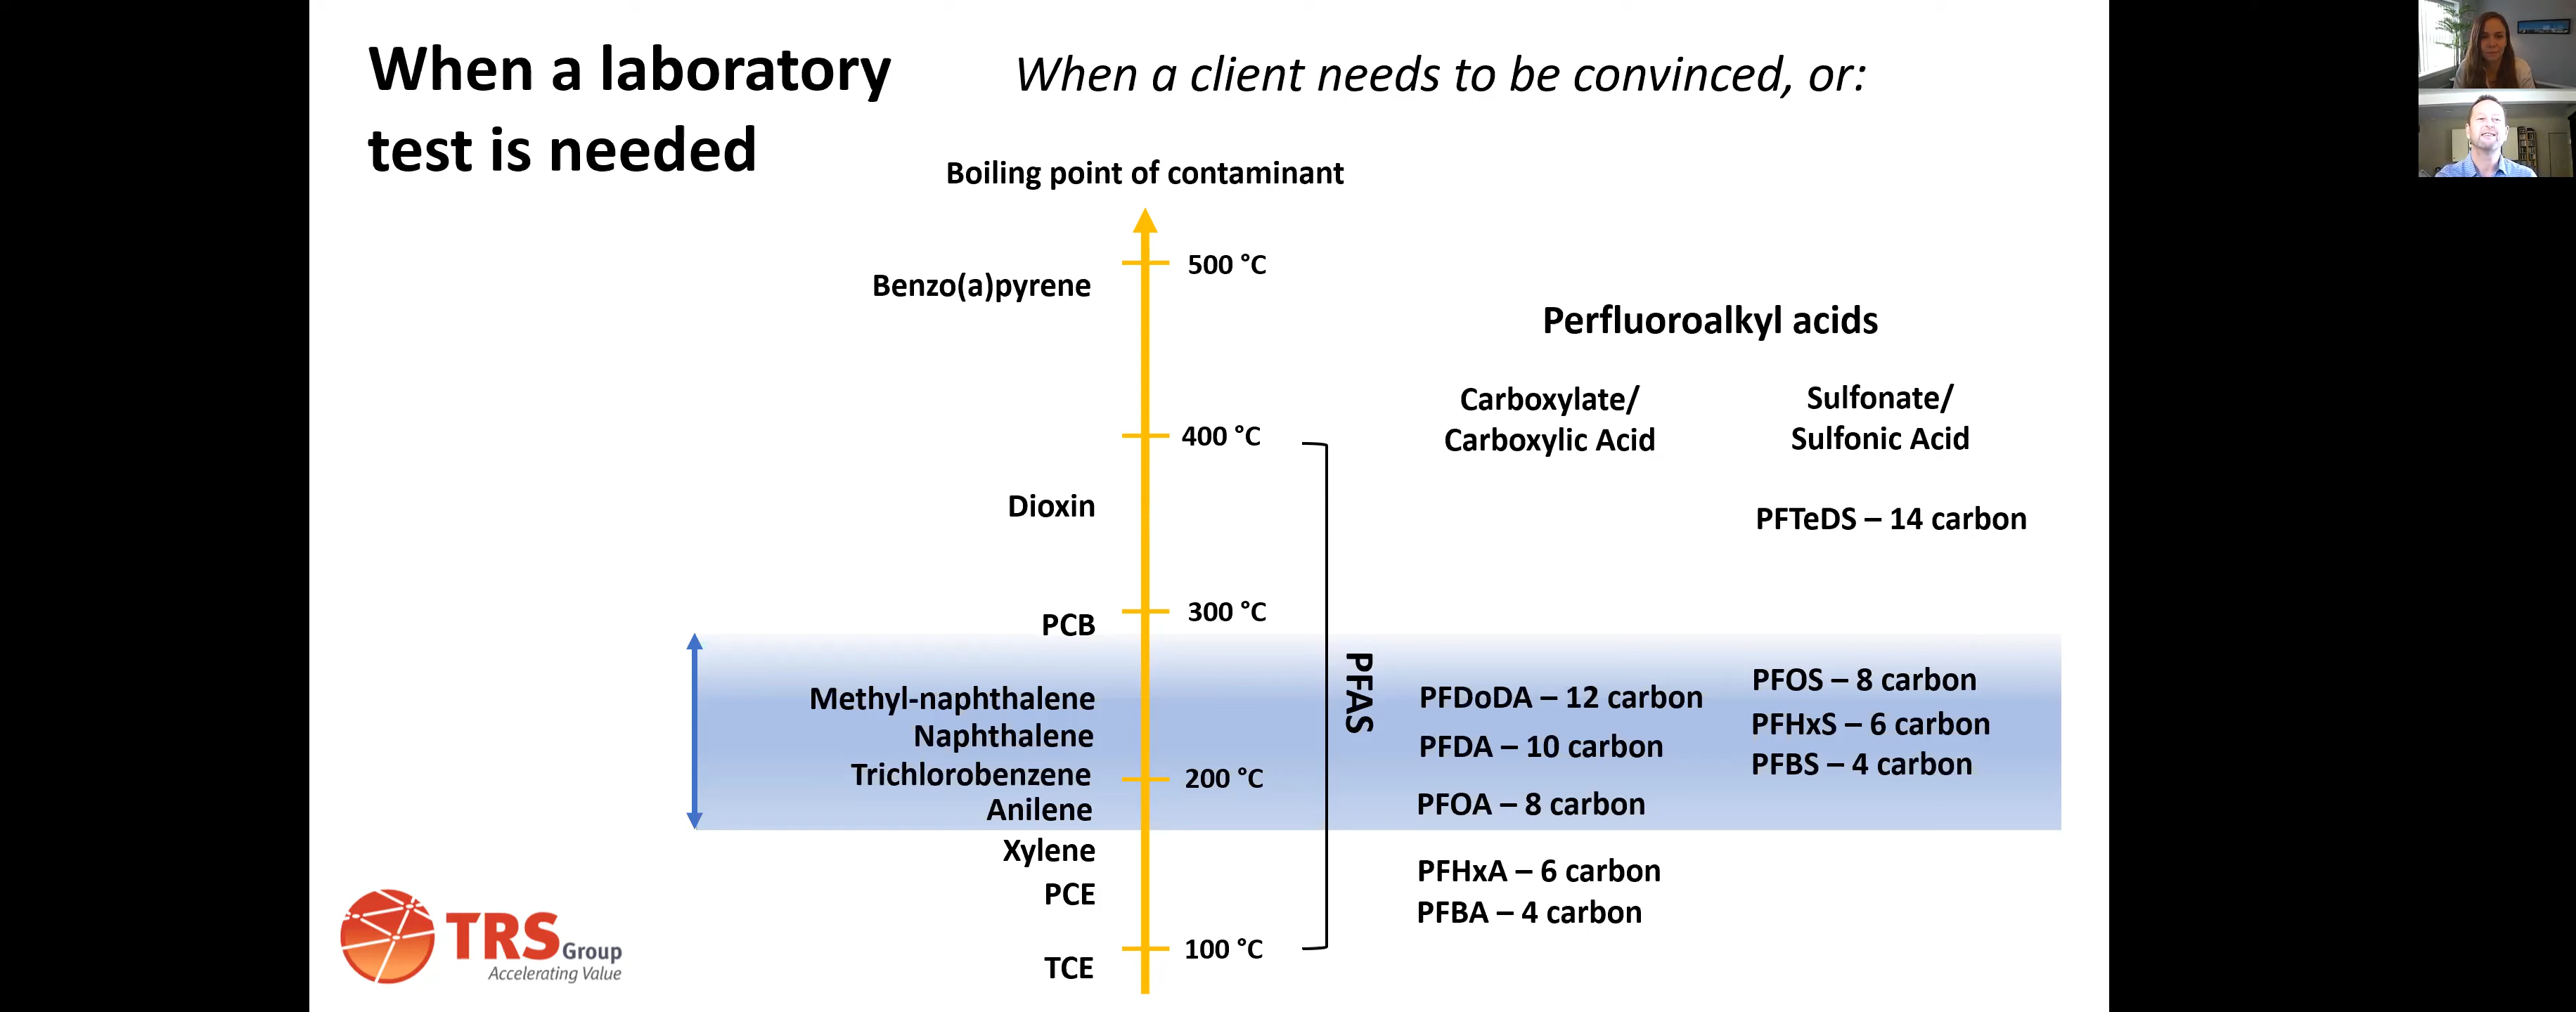 When a laboratory
test is needed
When a client needs to be convinced, or:
Boiling point of contaminant
500 °C
Benzo(a)pyrene
Perfluoroalkyl acids
Carboxylate/
Carboxylic Acid
Sulfonate/
Sulfonic Acid
400 °C
Dioxin
PFTeDS – 14 carbon
300 °C
PCB
PFAS
Methyl-naphthalene
Naphthalene
Trichlorobenzene
200 °C
Anilene
Xylene
PCE
100 °C
TCE
PFDoDA – 12 carbon
PFDA – 10 carbon
PFOA – 8 carbon
PFHxA – 6 carbon
PFBA – 4 carbon
PFOS – 8 carbon
PFHxS – 6 carbon
PFBS – 4 carbon
TRS Group
Accelerating Value